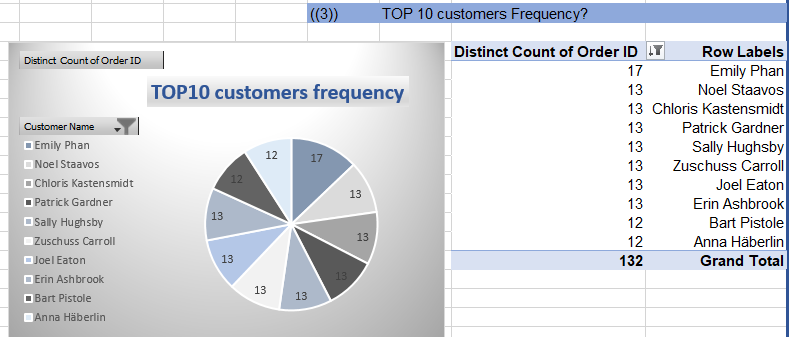 ((3)) TOP 10 customers Frequency?
Distinct Count of Order ID
TOP10 customers frequency
Customer Name
Emily Phan
Noel Staavos
Chloris Kastensmidt
Patrick Gardner
Sally Hughsby
Zuschuss Carroll
Joel Eaton
Erin Ashbrook
Bart Pistole
Anna Häberlin
17
13
13
13
13
13
13
13
12
12
Distinct Count of Order ID Row Labels
17 Emily Phan
13 Noel Staavos
13 Chloris Kastensmidt
13 Patrick Gardner
13 Sally Hughsby
13 Zuschuss Carroll
13 Joel Eaton
13 Erin Ashbrook
12 Bart Pistole
12 Anna Häberlin
132 Grand Total